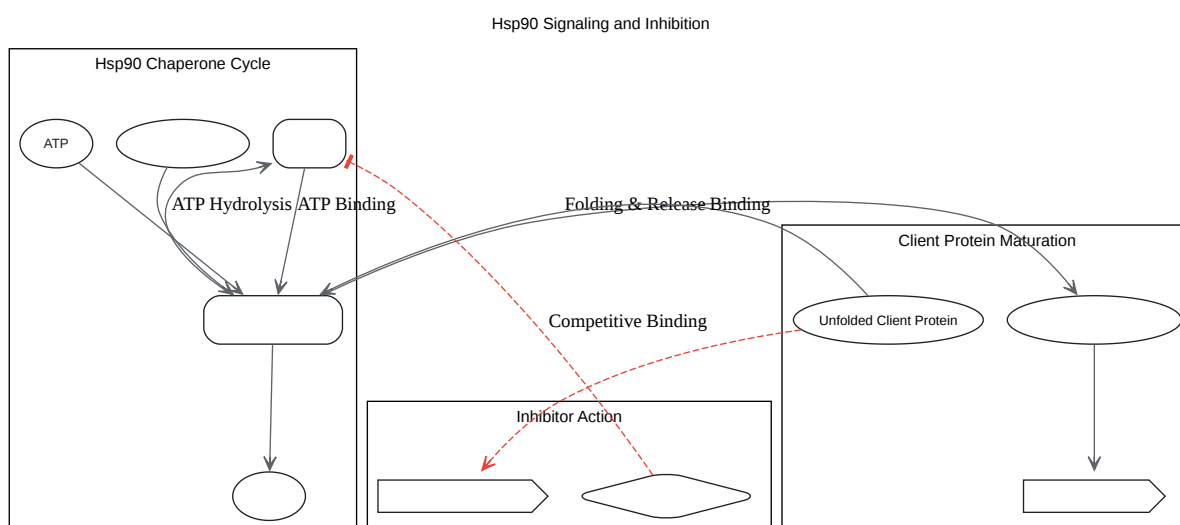 Hsp90 Signaling and Inhibition
Hsp90 Chaperone Cycle
ATP
ATP Hydrolysis
ATP Binding
Folding & Release
Binding
Client Protein Maturation
Unfolded Client Protein
Competitive Binding
Inhibitor Action